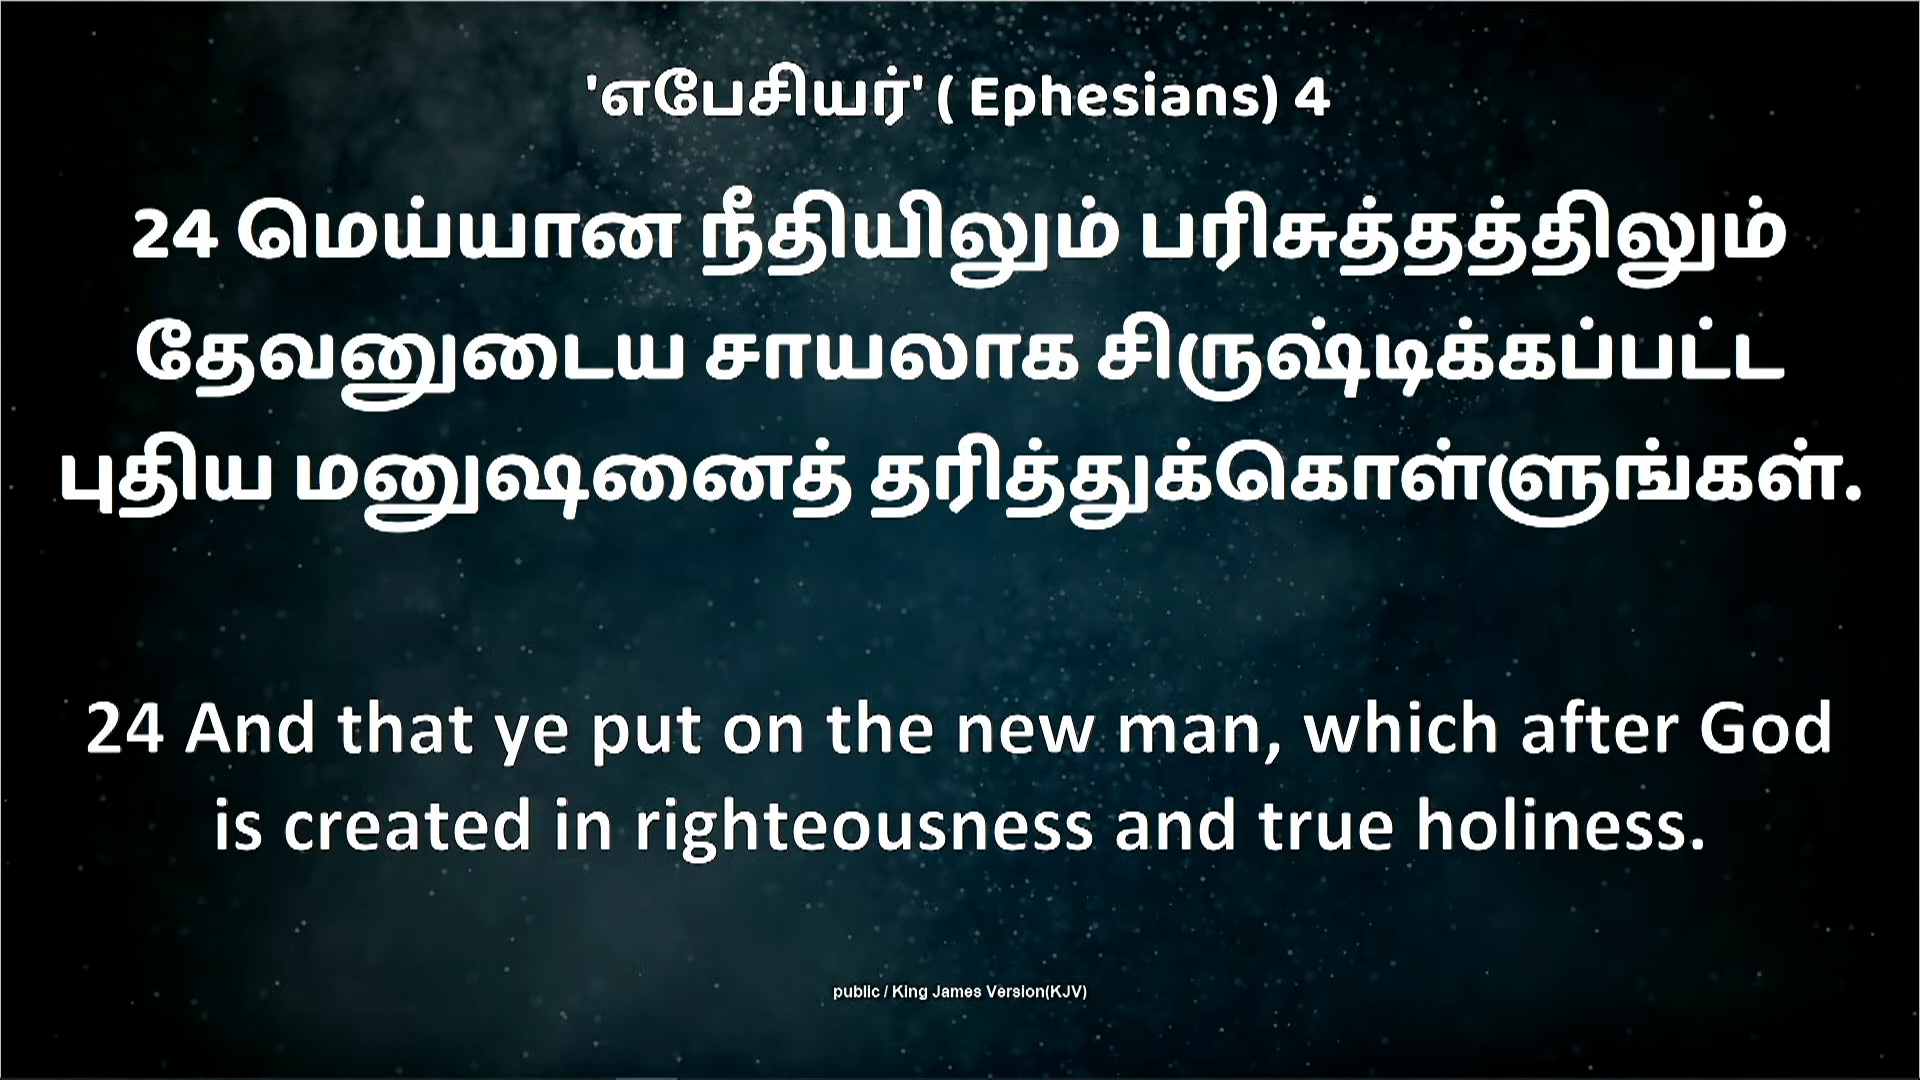 'எபேசியர்' ( Ephesians) 4
24 மெய்யான நீதியிலும் பரிசுத்தத்திலும்
தேவனுடைய சாயலாக சிருஷ்டிக்கப்பட்ட
புதிய மனுஷனைத் தரித்துக்கொள்ளுங்கள்.
24 And that ye put on the new man, which after God
is created in righteousness and true holiness.
public / King James Version(KJV)